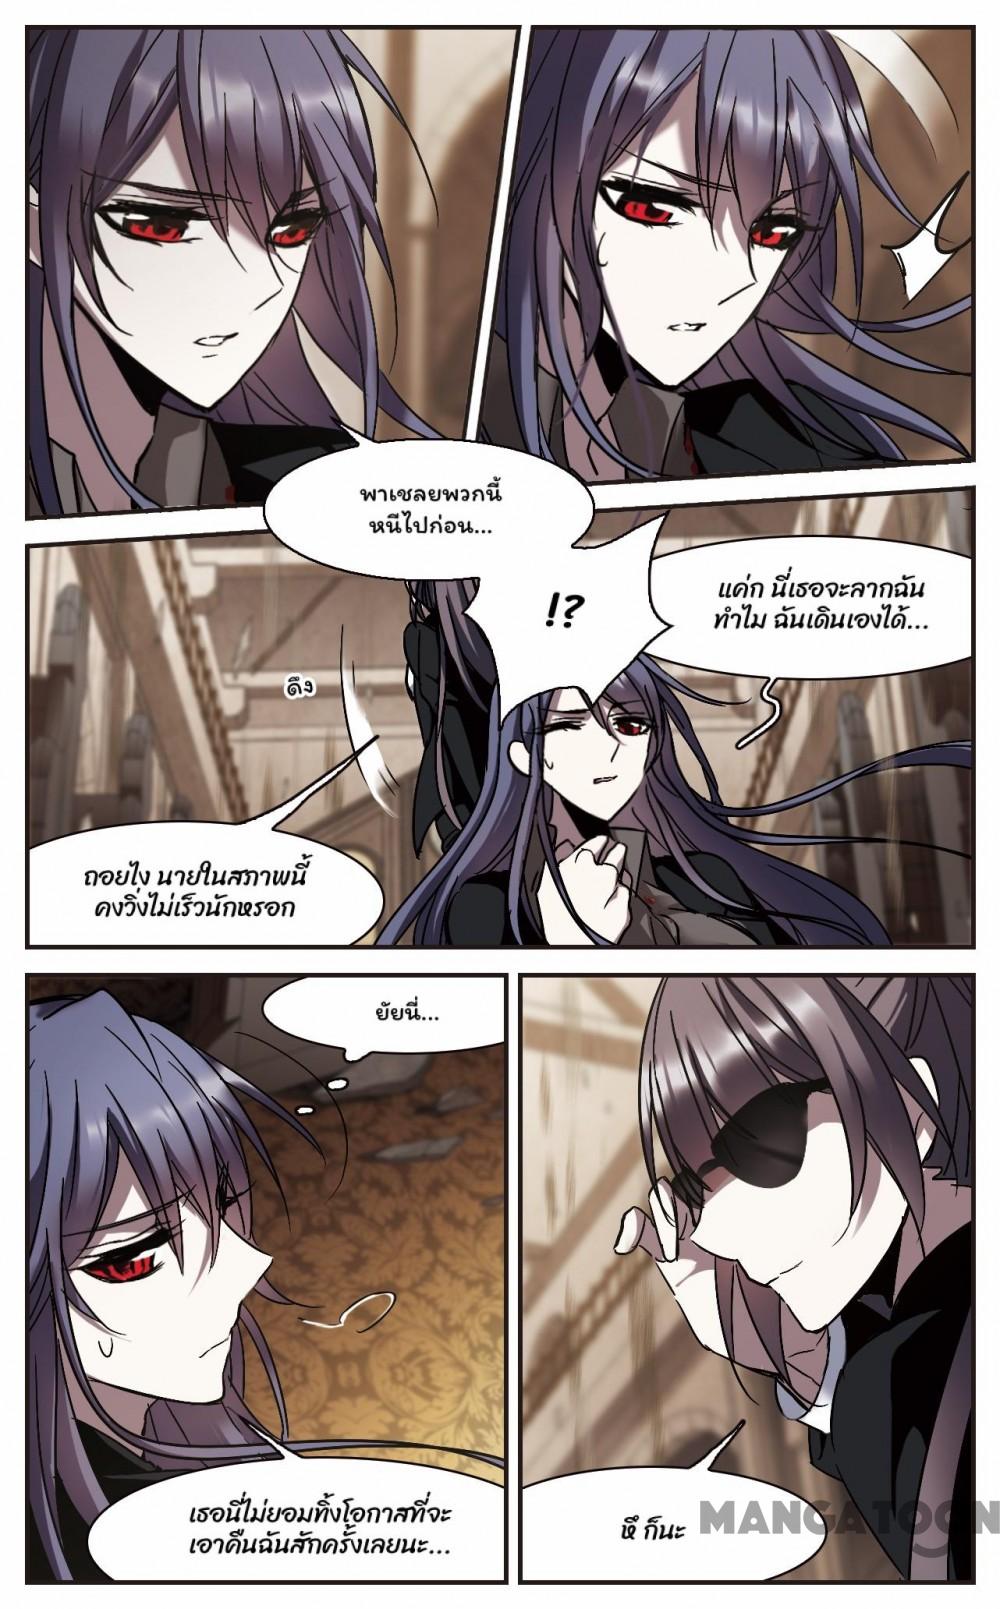 พาเชลยพวกนี้
หนีไปก่อน...
!?
แค่ก นี่เธอจะลากฉัน
ทำไม ฉันเดินเองได้...
ดึง
ถอยไง นายในสภาพนี้
คงวิ่งไม่เร็วนักหรอก
ยัยนี่...
เธอนี่ไม่ยอมทิ้งโอกาสที่จะ
เอาคืนฉันสักครั้งเลยนะ...
หึ ก็นะ
MANGATOON